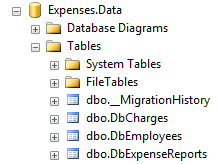 Expenses.Data
Database Diagrams
Tables
System Tables
FileTables
dbo.__MigrationHistory
dbo.DbCharges
dbo.DbEmployees
dbo.DbExpenseReports